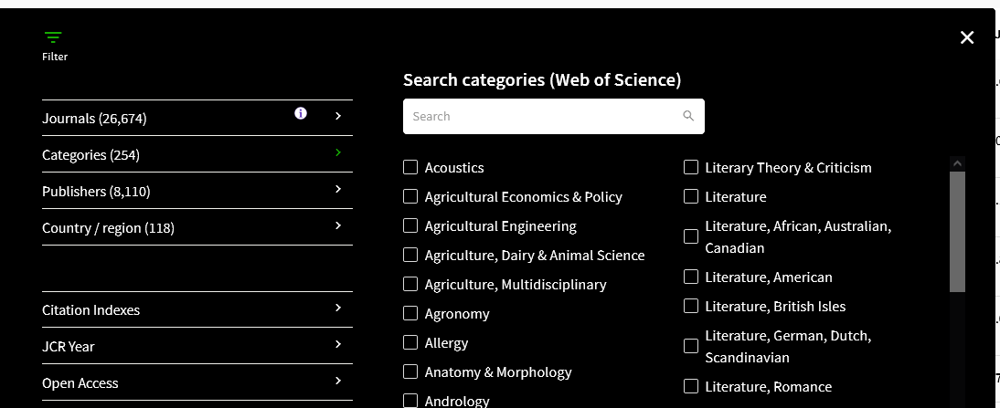 Filter
Search categories (Web of Science)
Search
Journals (26,674)
Categories (254)
Publishers (8,110)
Country / region (118)
Citation Indexes
JCR Year
Open Access
Acoustics
Agricultural Economics & Policy
Agricultural Engineering
Agriculture, Dairy & Animal Science
Agriculture, Multidisciplinary
Agronomy
Allergy
Anatomy & Morphology
Andrology
Literary Theory & Criticism
Literature
Literature, African, Australian,
Canadian
Literature, American
Literature, British Isles
Literature, German, Dutch,
Scandinavian
Literature, Romance